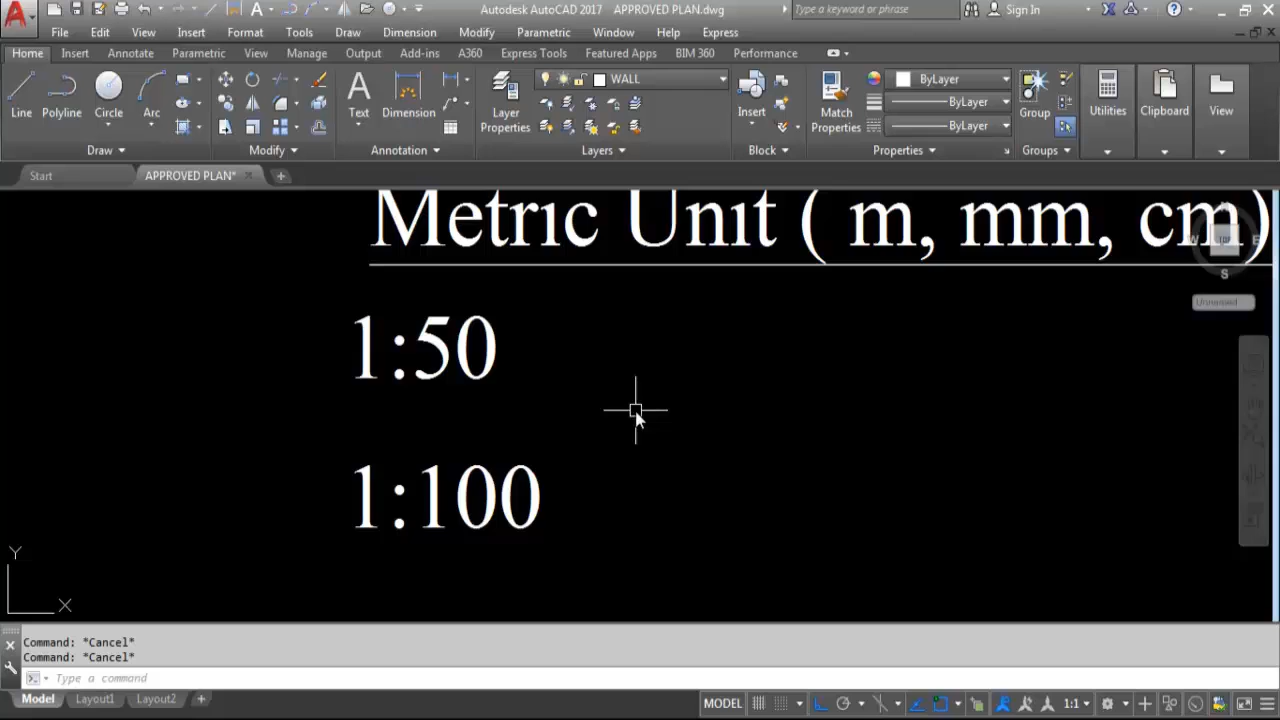 Autodesk AutoCAD 2017 APPROVED PLAN.dwg
Type a keyword or phrase
Sign In
File Edit View Insert Format Tools Draw Dimension Modify Parametric Window Help Express
Home Insert Annotate Parametric View Manage Output Add-ins A360 Express Tools Featured Apps BIM 360 Performance
WALL
ByLayer
ByLayer
ByLayer
Line Polyline Circle Arc Text Dimension Layer Properties Insert Match Properties Group Utilities Clipboard View
Draw Modify Annotation Layers Block Properties Groups
Start APPROVED PLAN*
Metric Unit ( m, mm, cm)
W E
S
Unnamed
1:50
1:100
Y
X
Command: *Cancel*
Command: *Cancel*
Type a command
Model Layout1 Layout2
MODEL 1:1